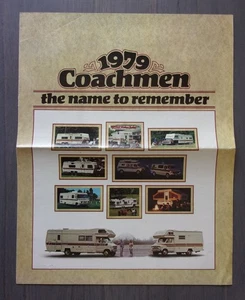 1979
Coachmen
the name to remember